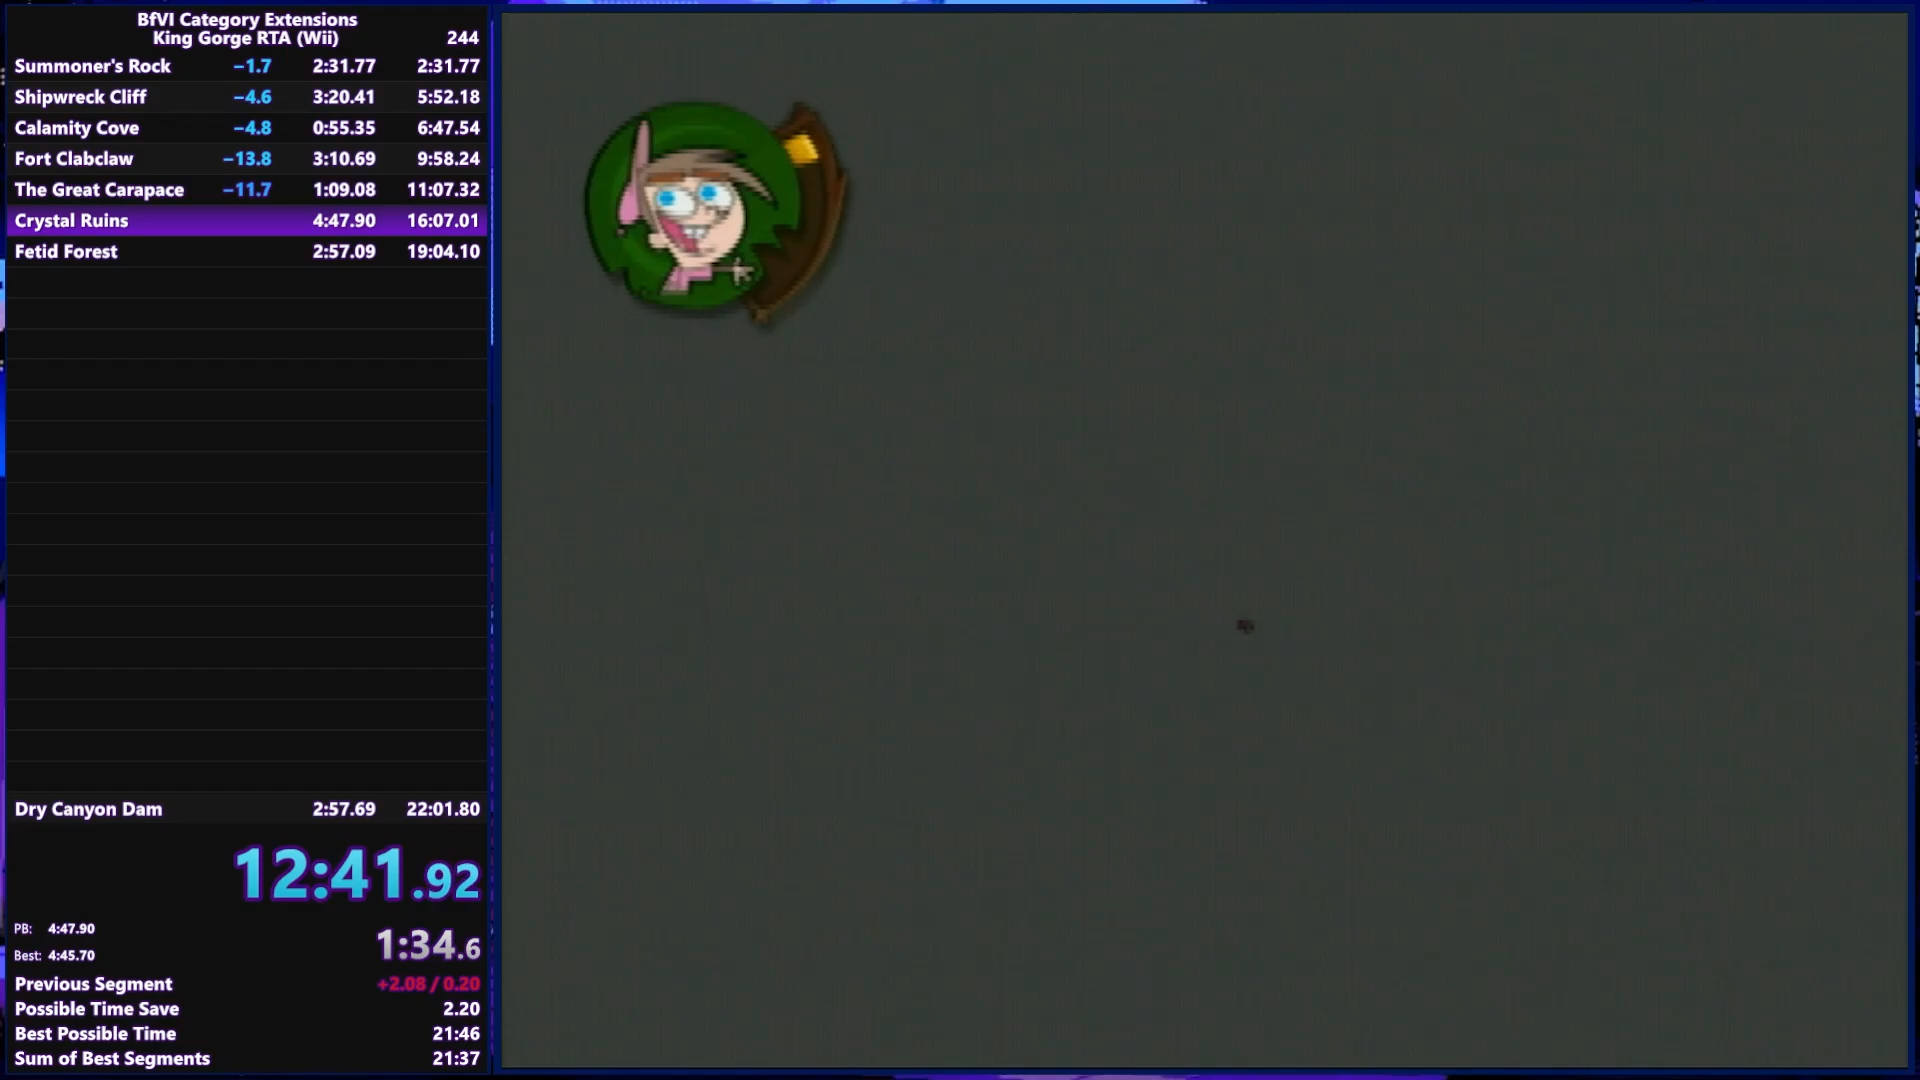 BfVI Category Extensions
King Gorge RTA (Wii) 244
Summoner's Rock −1.7 2:31.77 2:31.77
Shipwreck Cliff −4.6 3:20.41 5:52.18
Calamity Cove −4.8 0:55.35 6:47.54
Fort Clabclaw −13.8 3:10.69 9:58.24
The Great Carapace −11.7 1:09.08 11:07.32
Crystal Ruins 4:47.90 16:07.01
Fetid Forest 2:57.09 19:04.10
Dry Canyon Dam 2:57.69 22:01.80
12:41.92
PB: 4:47.90
1:34.6
Best: 4:45.70
Previous Segment +2.08 / 0.20
Possible Time Save 2.20
Best Possible Time 21:46
Sum of Best Segments 21:37